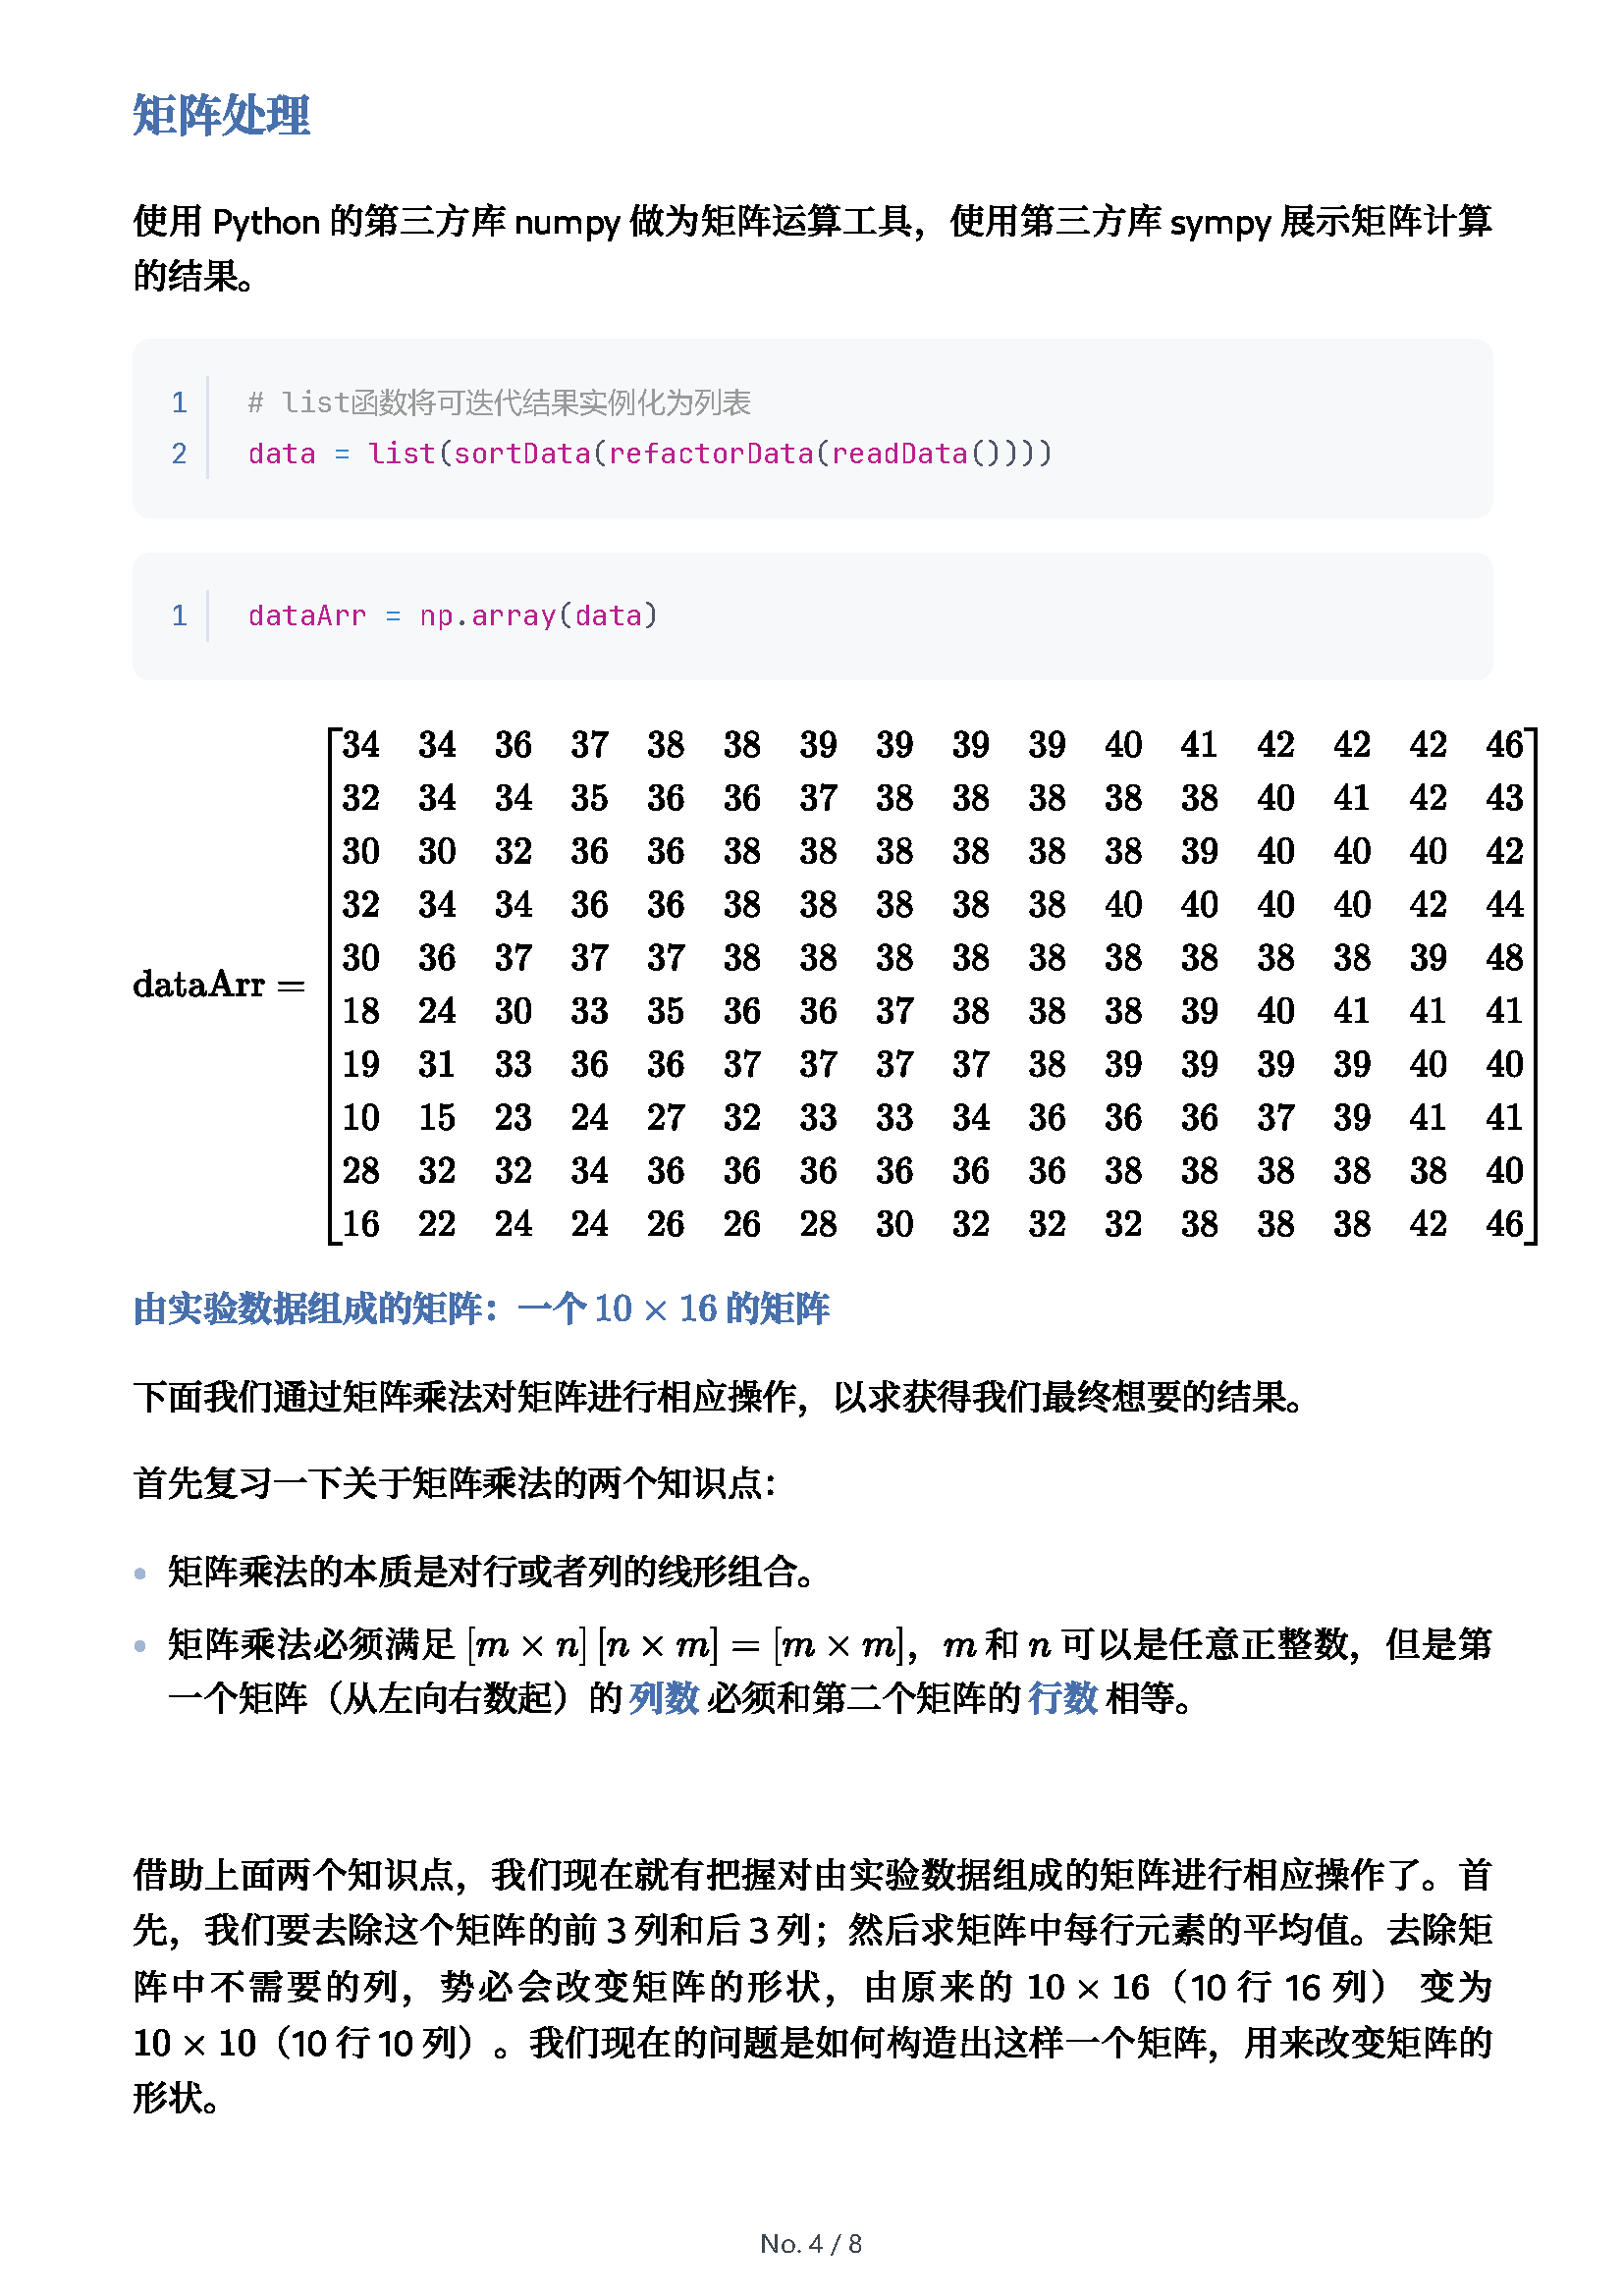 矩阵处理
使用 Python 的第三方库 numpy 做为矩阵运算工具，使用第三方库 sympy 展示矩阵计算
的结果。
1 # list函数将可迭代结果实例化为列表
2 data = list(sortData(refactorData(readData())))
1 dataArr = np.array(data)
34 34 36 37 38 38 39 39 39 39 40 41 42 42 42 46
32 34 34 35 36 36 37 38 38 38 38 38 40 41 42 43
30 30 32 36 36 38 38 38 38 38 38 39 40 40 40 42
32 34 34 36 36 38 38 38 38 38 40 40 40 40 42 44
30 36 37 37 37 38 38 38 38 38 38 38 38 38 39 48
dataArr =
18 24 30 33 35 36 36 37 38 38 38 39 40 41 41 41
19 31 33 36 36 37 37 37 37 38 39 39 39 39 40 40
10 15 23 24 27 32 33 33 34 36 36 36 37 39 41 41
28 32 32 34 36 36 36 36 36 36 38 38 38 38 38 40
16 22 24 24 26 26 28 30 32 32 32 38 38 38 42 46
由实验数据组成的矩阵：一个 10 × 16 的矩阵
下面我们通过矩阵乘法对矩阵进行相应操作，以求获得我们最终想要的结果。
首先复习一下关于矩阵乘法的两个知识点：
• 矩阵乘法的本质是对行或者列的线形组合。
• 矩阵乘法必须满足 [m × n] [n × m] = [m × m]，m 和 n 可以是任意正整数，但是第
一个矩阵（从左向右数起）的 列数 必须和第二个矩阵的 行数 相等。
借助上面两个知识点，我们现在就有把握对由实验数据组成的矩阵进行相应操作了。首
先，我们要去除这个矩阵的前 3 列和后 3 列；然后求矩阵中每行元素的平均值。去除矩
阵中不需要的列，势必会改变矩阵的形状，由原来的 10 × 16（10 行 16 列） 变为
10 × 10（10 行 10 列）。我们现在的问题是如何构造出这样一个矩阵，用来改变矩阵的
形状。
No. 4 / 8